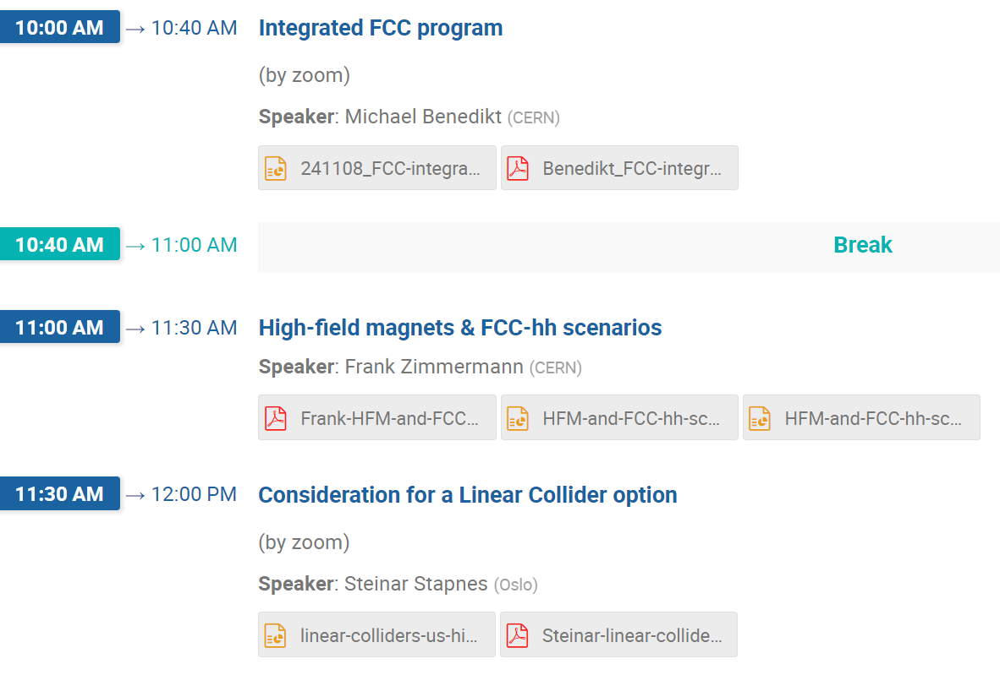 10:00 AM → 10:40 AM Integrated FCC program
(by zoom)
Speaker: Michael Benedikt (CERN)
241108_FCC-integra... Benedikt_FCC-integr...
10:40 AM → 11:00 AM Break
11:00 AM → 11:30 AM High-field magnets & FCC-hh scenarios
Speaker: Frank Zimmermann (CERN)
Frank-HFM-and-FCC... HFM-and-FCC-hh-sc... HFM-and-FCC-hh-sc...
11:30 AM → 12:00 PM Consideration for a Linear Collider option
(by zoom)
Speaker: Steinar Stapnes (Oslo)
linear-colliders-us-hi... Steinar-linear-collide...